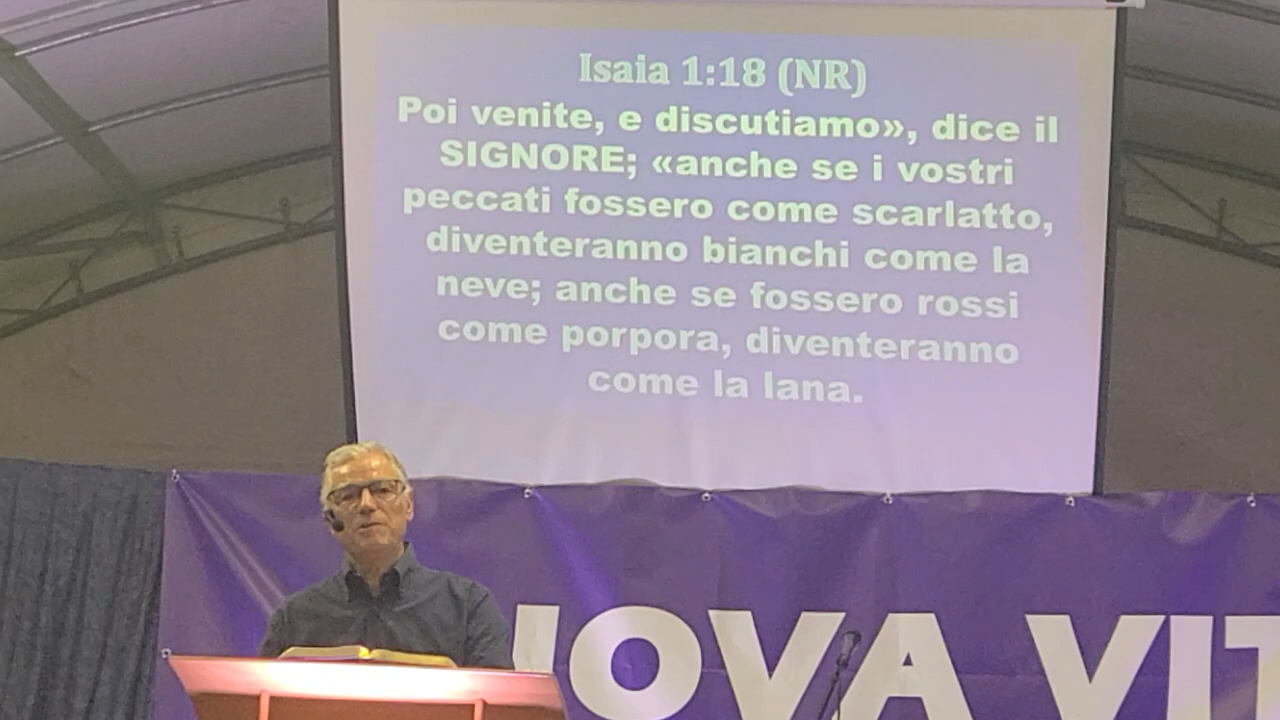 Isaia 1:18 (NR)
Poi venite, e discutiamo», dice il
SIGNORE; «anche se i vostri
peccati fossero come scarlatto,
diventeranno bianchi come la
neve; anche se fossero rossi
come porpora, diventeranno
come la lana.
UOVA VIT